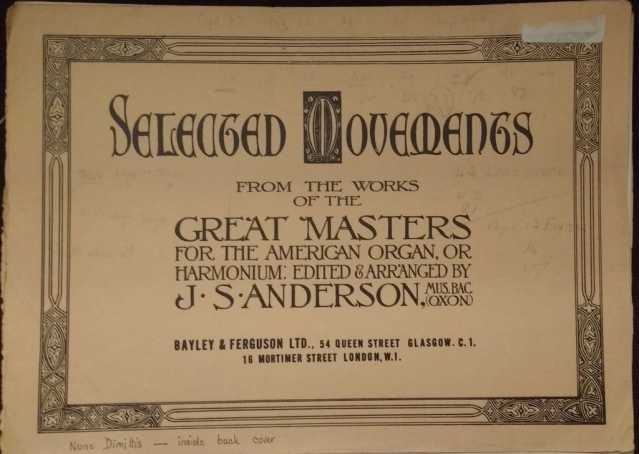 SELECTED MOVEMENTS
FROM THE WORKS
OF THE
GREAT MASTERS
FOR THE AMERICAN ORGAN, OR
HARMONIUM: EDITED & ARRANGED BY
J·S·ANDERSON, MUS. BAC. (OXON)
BAYLEY & FERGUSON LTD., 54 QUEEN STREET GLASGOW. C.1.
16 MORTIMER STREET LONDON, W.1.
Nunc Dimittis — inside back cover